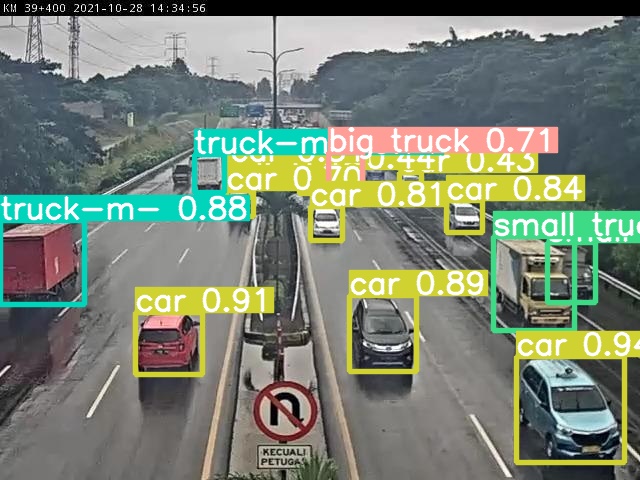 KM 39+400 2021-10-28 14:34:56
truck-m
big truck 0.71
0.44
0.43
car 0.70
car 0.81
car 0.84
truck-m- 0.88
small truc
car 0.91
car 0.89
car 0.94
KECUALI
PETUGAS